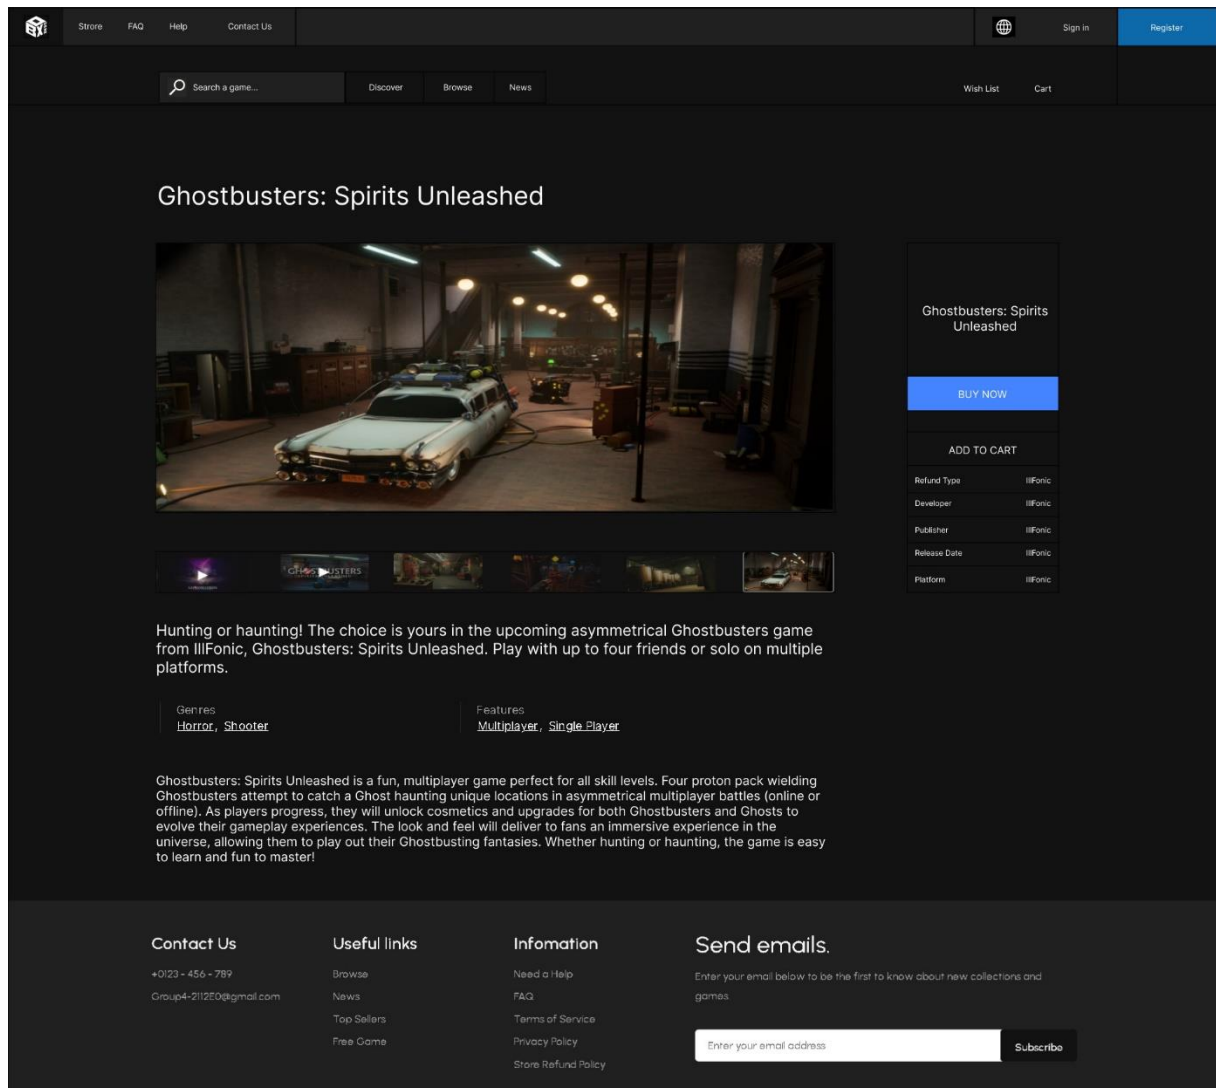 Strore FAQ Help Contact Us Sign in Register
Search a game... Discover Browse News Wish List Cart
Ghostbusters: Spirits Unleashed
Ghostbusters: Spirits
Unleashed
BUY NOW
ADD TO CART
Refund Type IllFonic
Developer IllFonic
Publisher IllFonic
Release Date IllFonic
Platform IllFonic
GHOSTBUSTERS
Hunting or haunting! The choice is yours in the upcoming asymmetrical Ghostbusters game
from IllFonic, Ghostbusters: Spirits Unleashed. Play with up to four friends or solo on multiple
platforms.
Genres
Horror, Shooter
Features
Multiplayer, Single Player
Ghostbusters: Spirits Unleashed is a fun, multiplayer game perfect for all skill levels. Four proton pack wielding
Ghostbusters attempt to catch a Ghost haunting unique locations in asymmetrical multiplayer battles (online or
offline). As players progress, they will unlock cosmetics and upgrades for both Ghostbusters and Ghosts to
evolve their gameplay experiences. The look and feel will deliver to fans an immersive experience in the
universe, allowing them to play out their Ghostbusting fantasies. Whether hunting or haunting, the game is easy
to learn and fun to master!
Contact Us
+0123 - 456 - 789
Group4-2112E0@gmail.com
Useful links
Browse
News
Top Sellers
Free Game
Infomation
Need a Help
FAQ
Terms of Service
Privacy Policy
Store Refund Policy
Send emails.
Enter your email below to be the first to know about new collections and
games.
Enter your email address Subscribe